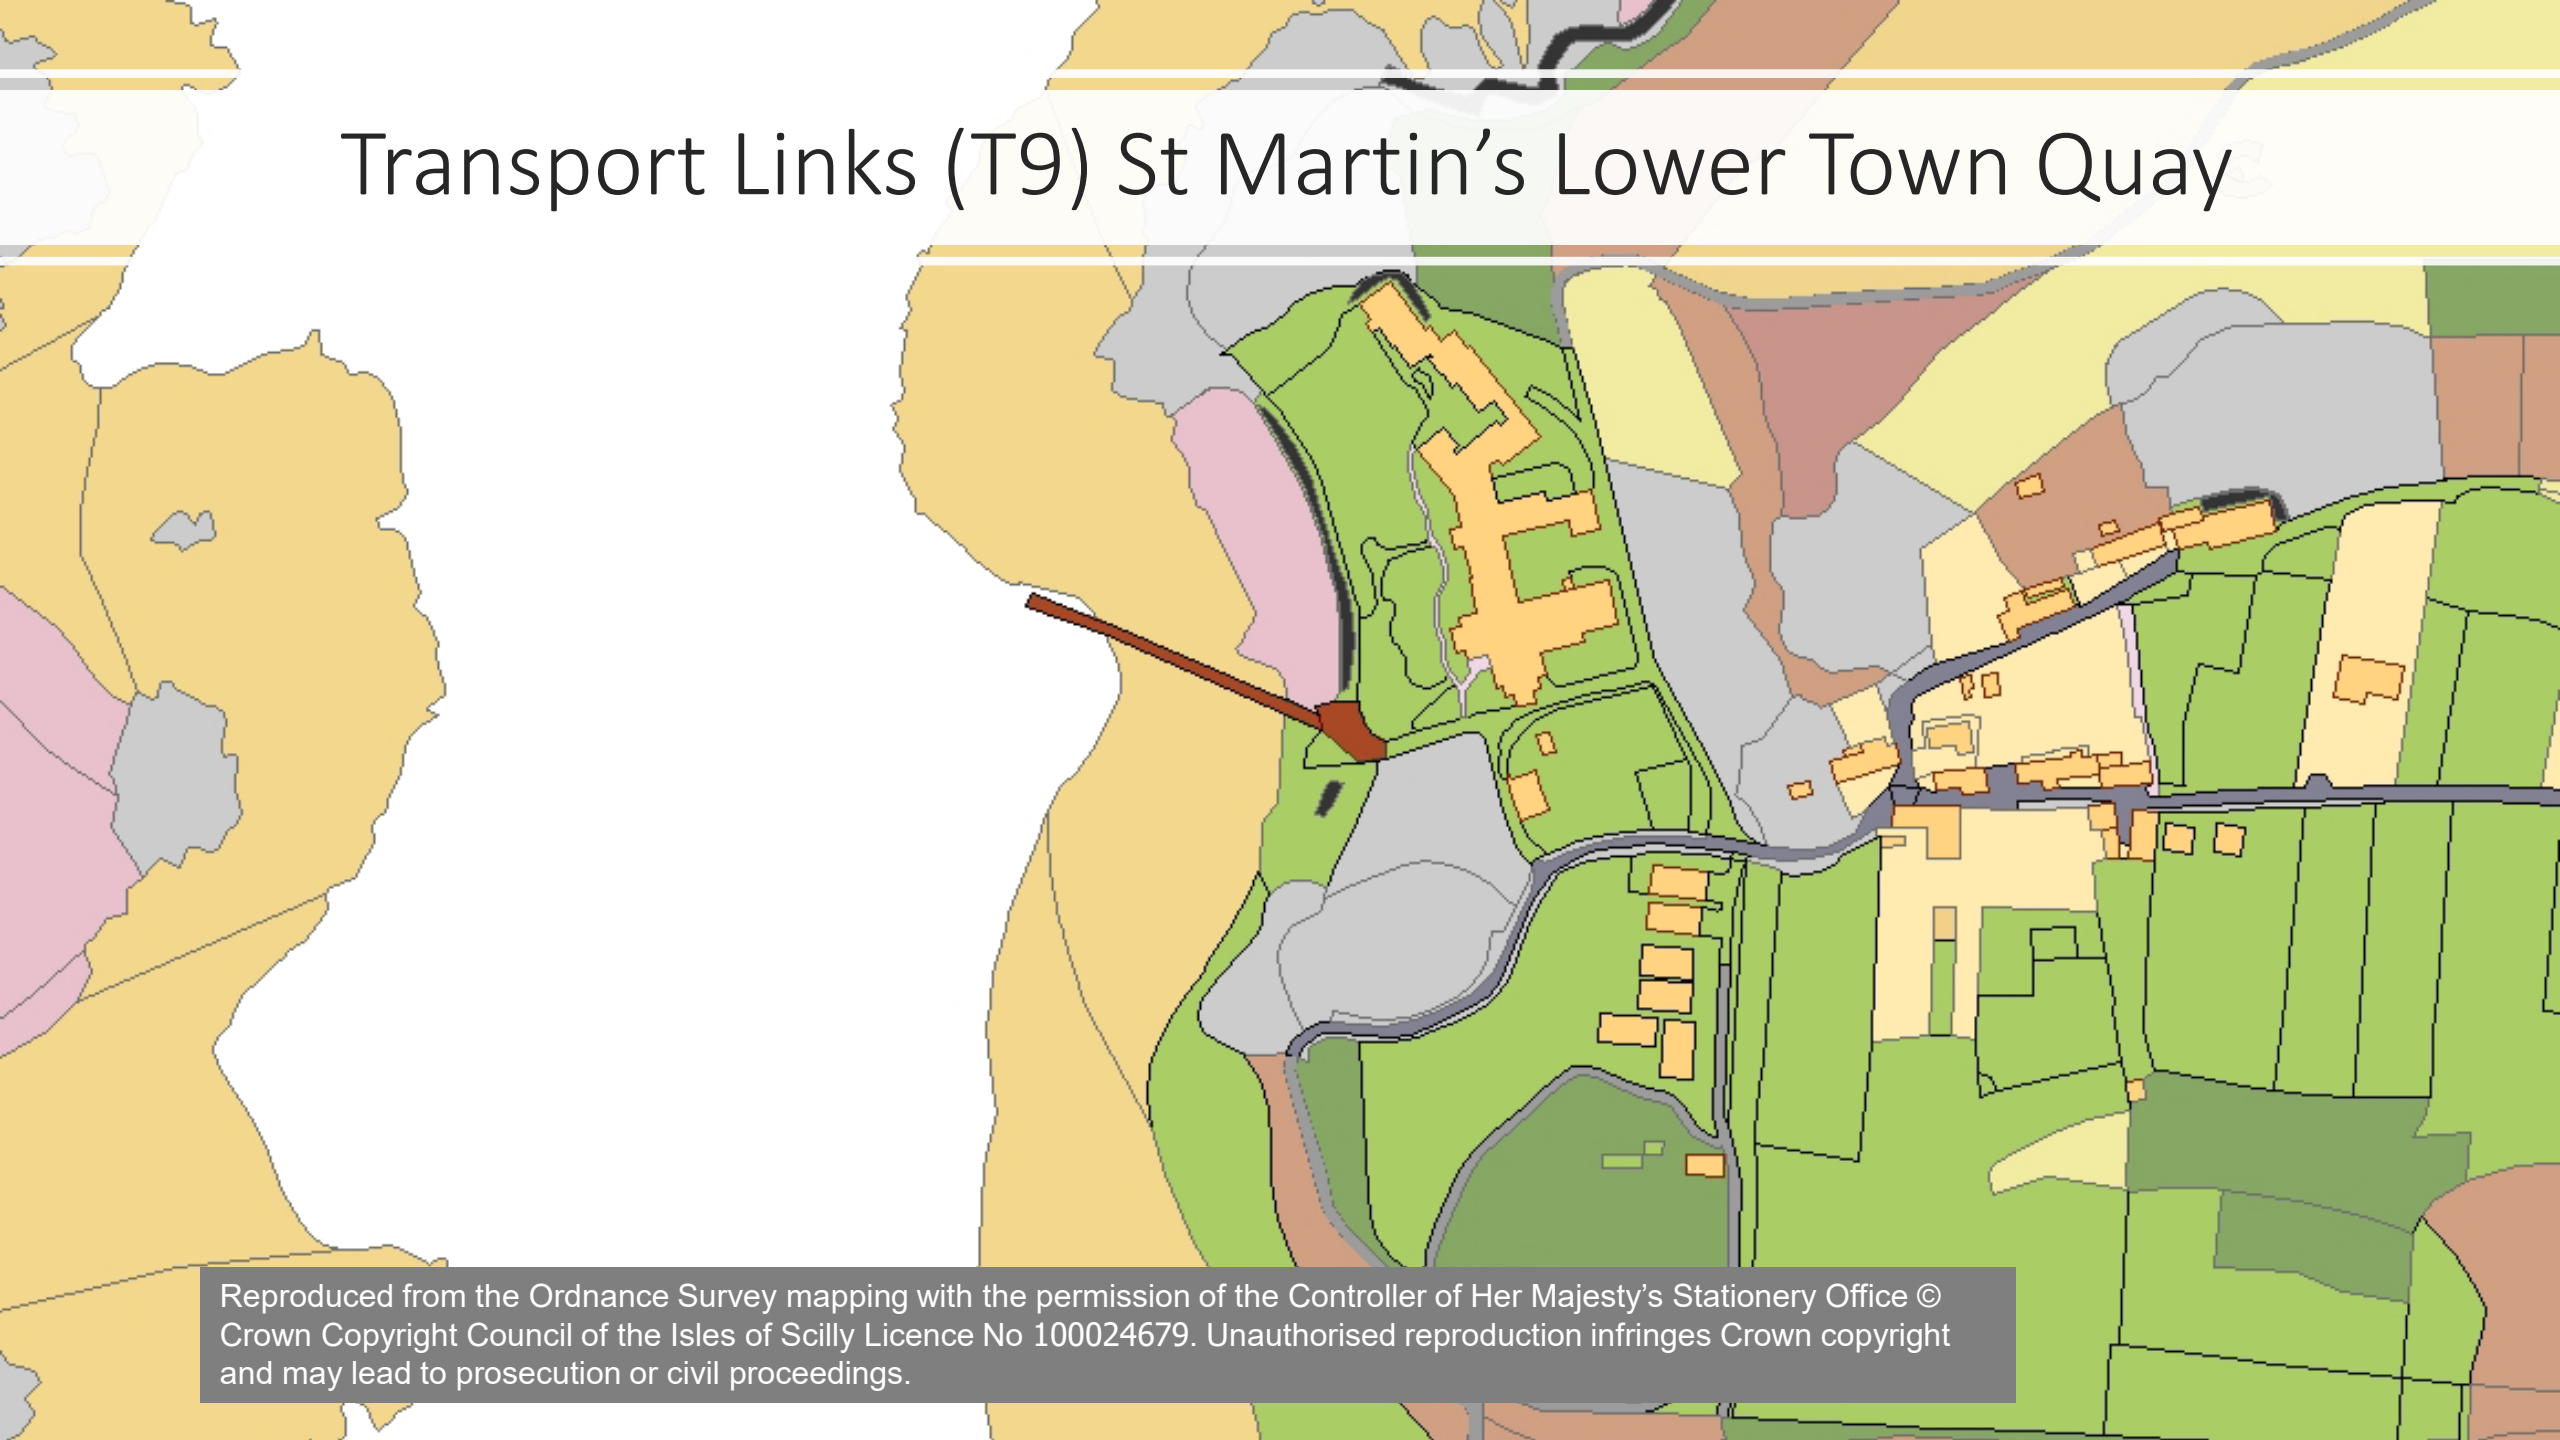 Transport Links (T9) St Martin’s Lower Town Quay
Reproduced from the Ordnance Survey mapping with the permission of the Controller of Her Majesty’s Stationery Office ©
Crown Copyright Council of the Isles of Scilly Licence No 100024679. Unauthorised reproduction infringes Crown copyright
and may lead to prosecution or civil proceedings.